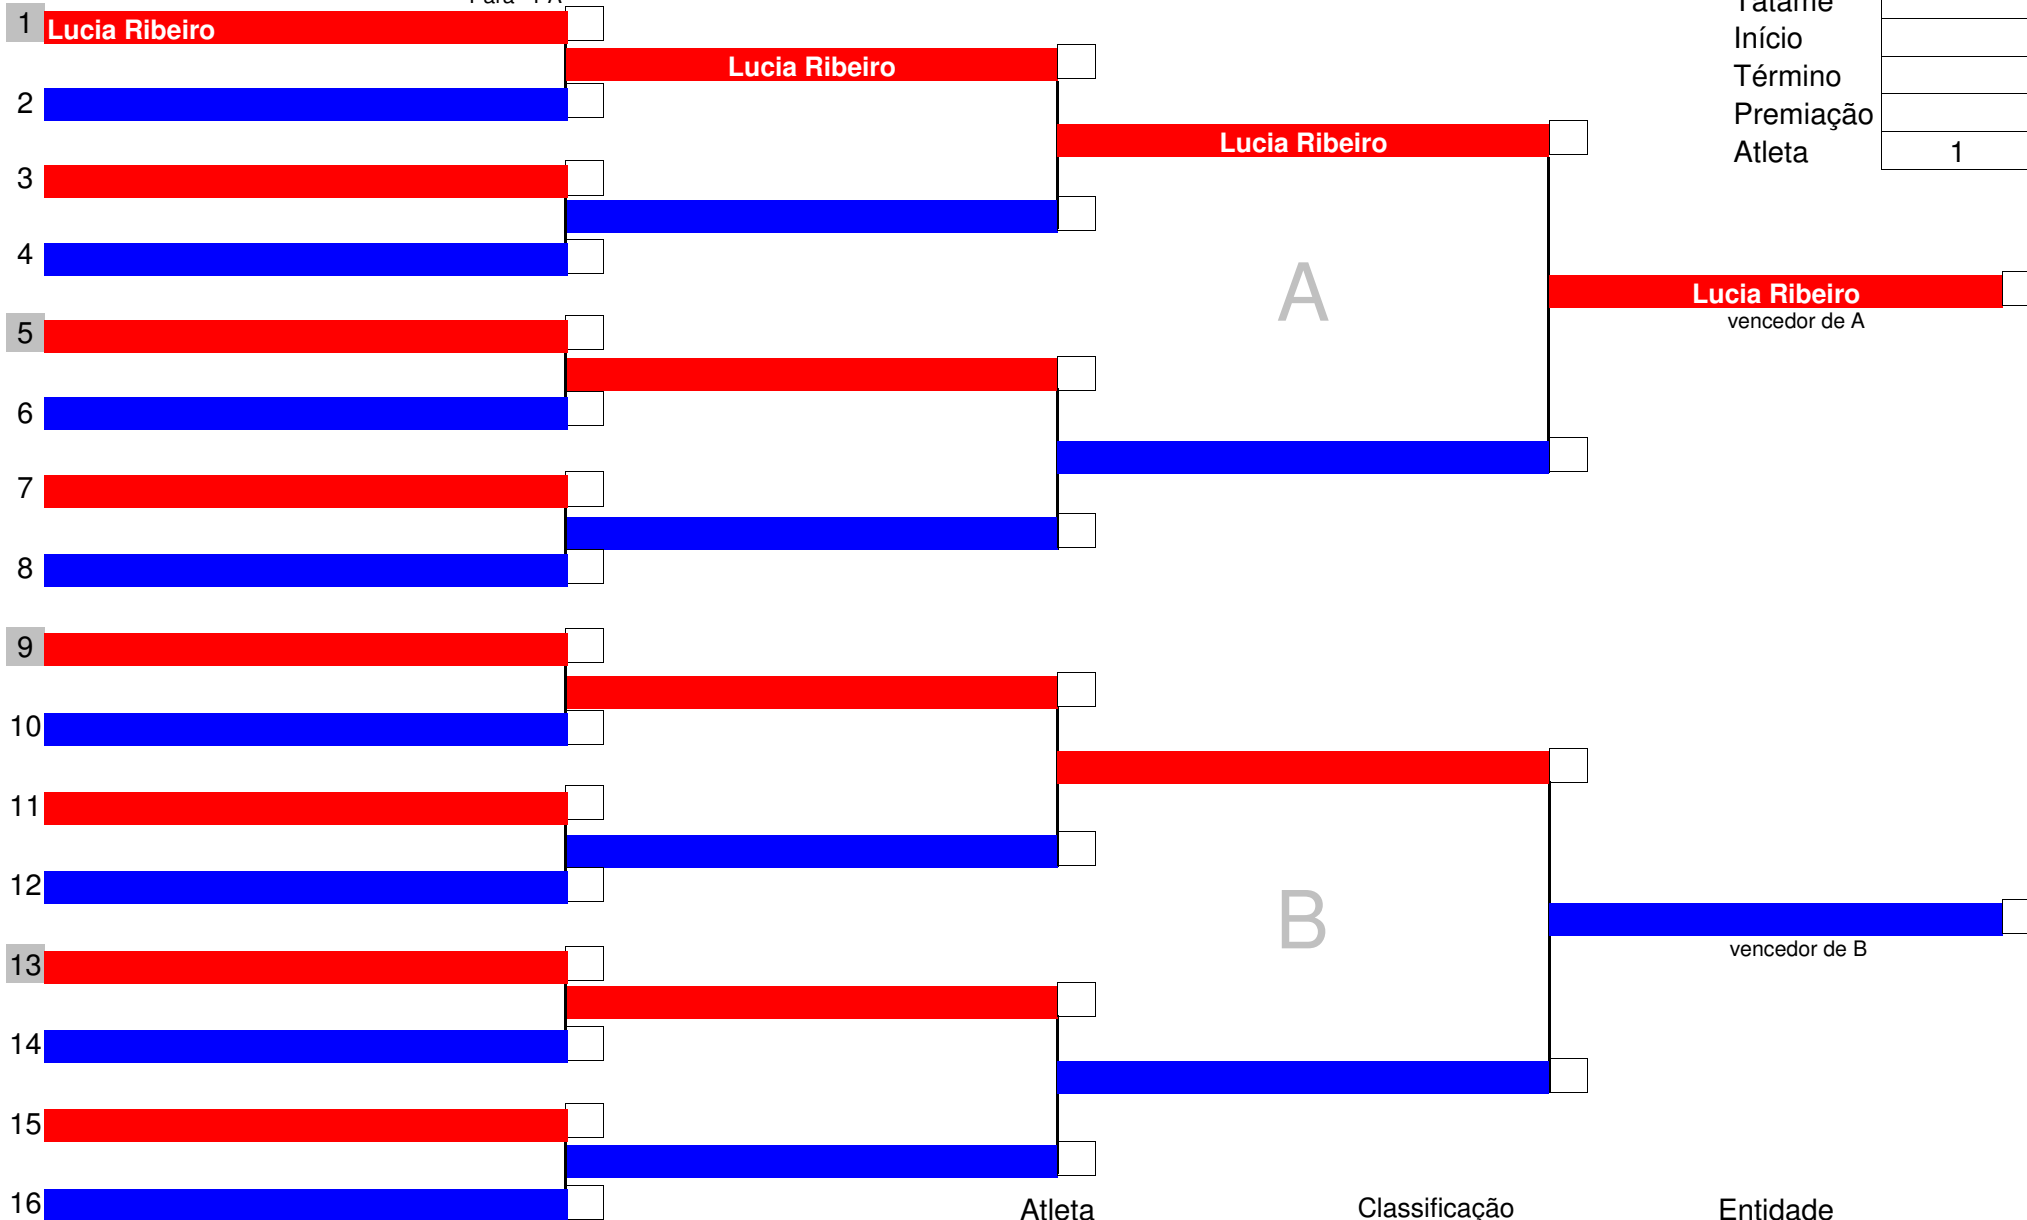 1 Lucia Ribeiro
Lucia Ribeiro
Lucia Ribeiro
Lucia Ribeiro
vencedor de A
Tatame
Início
Término
Premiação
Atleta 1
2
3
4
A
5
6
7
8
9
10
11
12
B
vencedor de B
13
14
15
16
Atleta Classificação Entidade